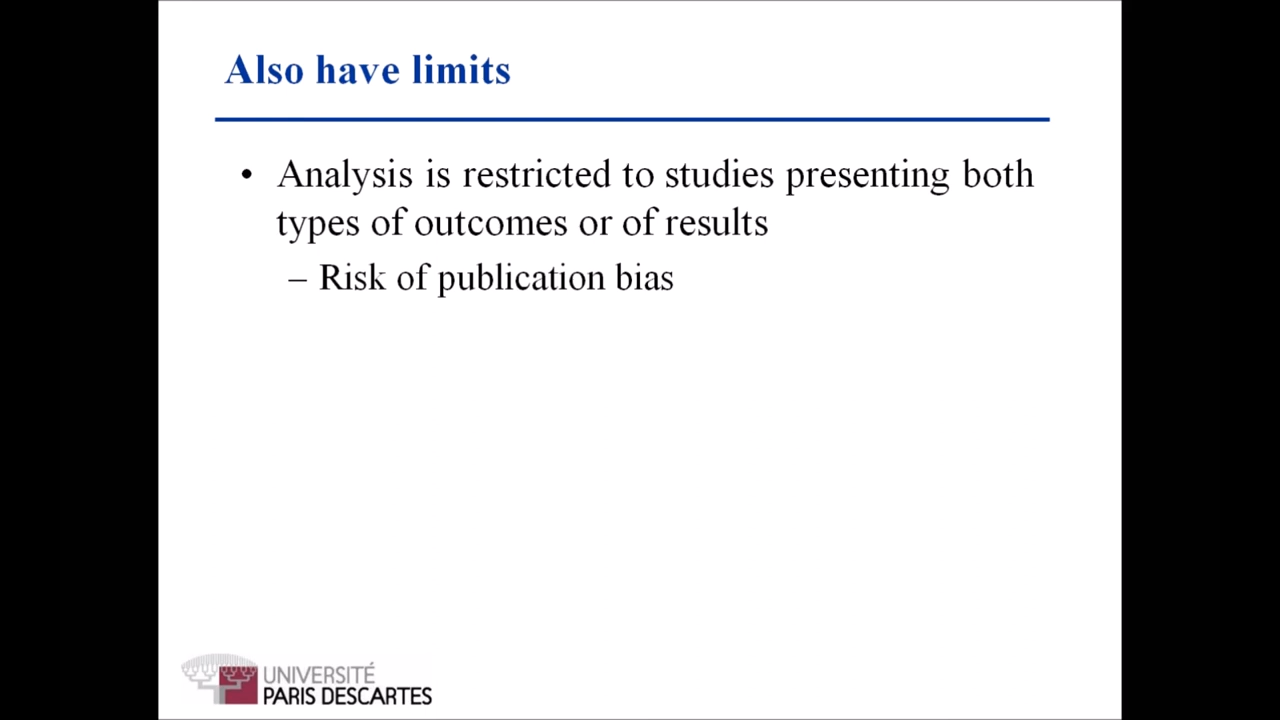 Also have limits
• Analysis is restricted to studies presenting both
types of outcomes or of results
– Risk of publication bias
UNIVERSITÉ
PARIS DESCARTES